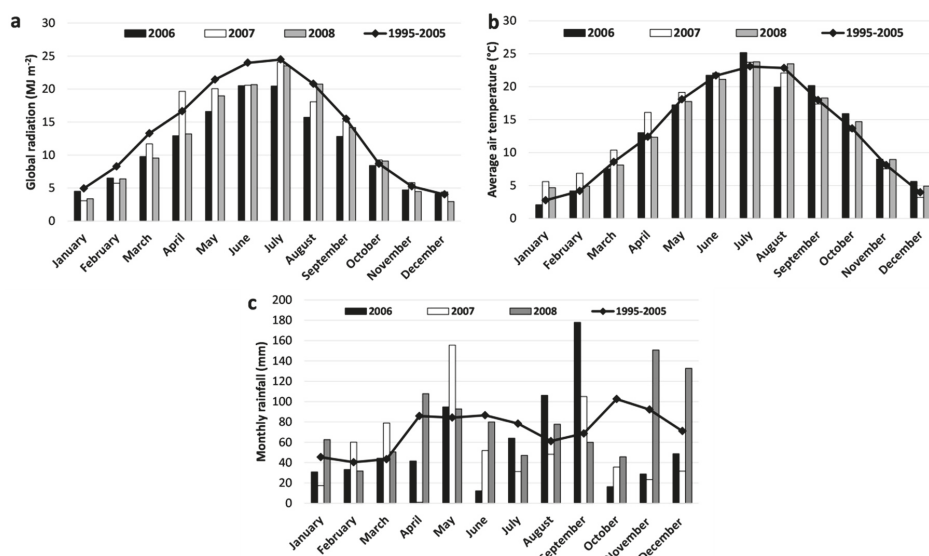 a
2006 2007 2008 1995-2005
Global radiation (MJ m⁻²)
30
25
20
15
10
5
0
January February March April May June July August September October November December
b
2006 2007 2008 1995-2005
Average air temperature (°C)
30
25
20
15
10
5
0
January February March April May June July August September October November December
c
2006 2007 2008 1995-2005
Monthly rainfall (mm)
200
180
160
140
120
100
80
60
40
20
0
January February March April May June July August September October November December